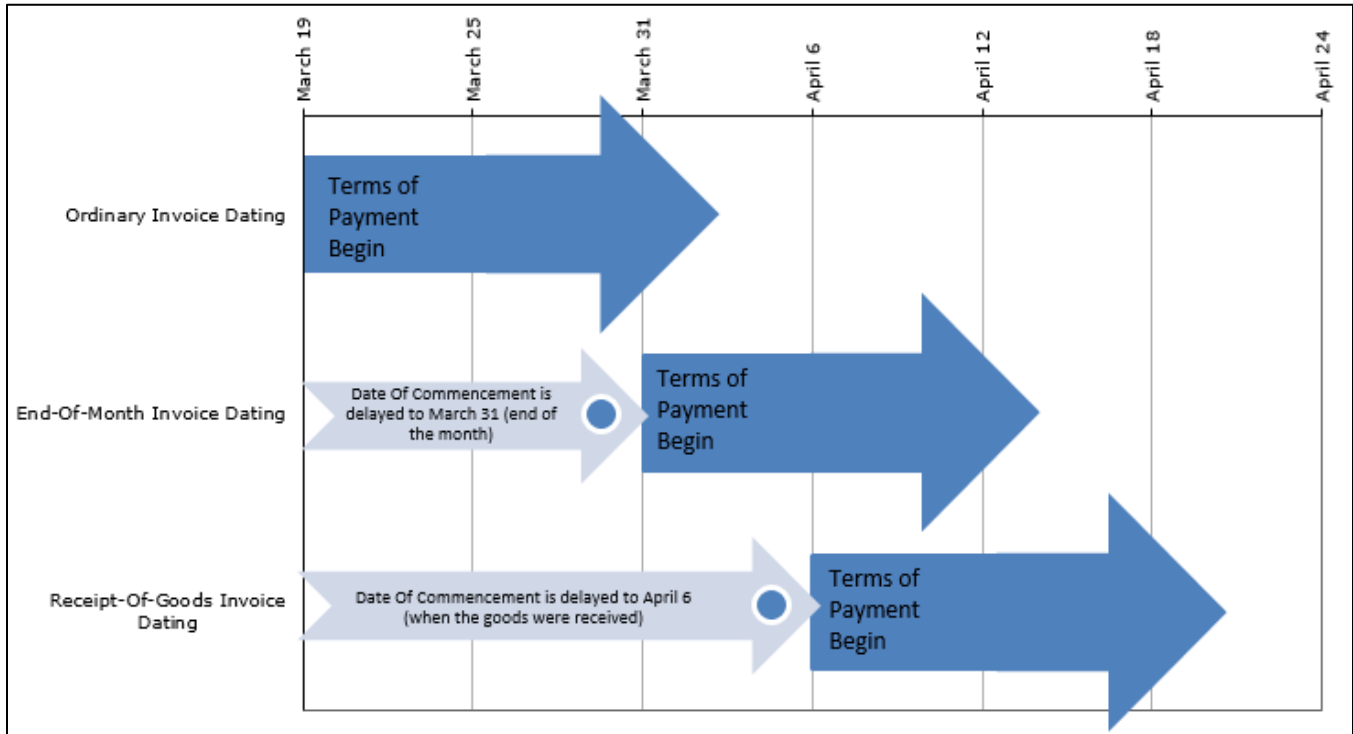 March 19
March 25
March 31
April 6
April 12
April 18
April 24
Ordinary Invoice Dating
Terms of
Payment
Begin
End-Of-Month Invoice Dating
Date Of Commencement is
delayed to March 31 (end of
the month)
Terms of
Payment
Begin
Receipt-Of-Goods Invoice
Dating
Date Of Commencement is delayed to April 6
(when the goods were received)
Terms of
Payment
Begin